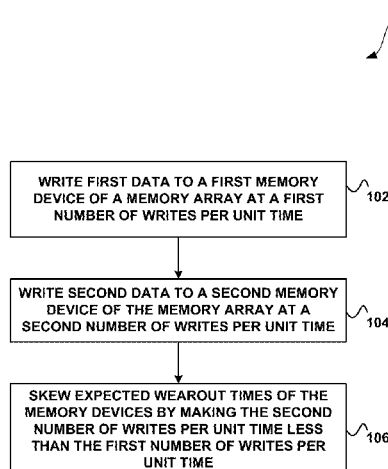 WRITE FIRST DATA TO A FIRST MEMORY
DEVICE OF A MEMORY ARRAY AT A FIRST
NUMBER OF WRITES PER UNIT TIME
102
WRITE SECOND DATA TO A SECOND MEMORY
DEVICE OF THE MEMORY ARRAY AT A
SECOND NUMBER OF WRITES PER UNIT TIME
104
SKEW EXPECTED WEAROUT TIMES OF THE
MEMORY DEVICES BY MAKING THE SECOND
NUMBER OF WRITES PER UNIT TIME LESS
THAN THE FIRST NUMBER OF WRITES PER
UNIT TIME
106